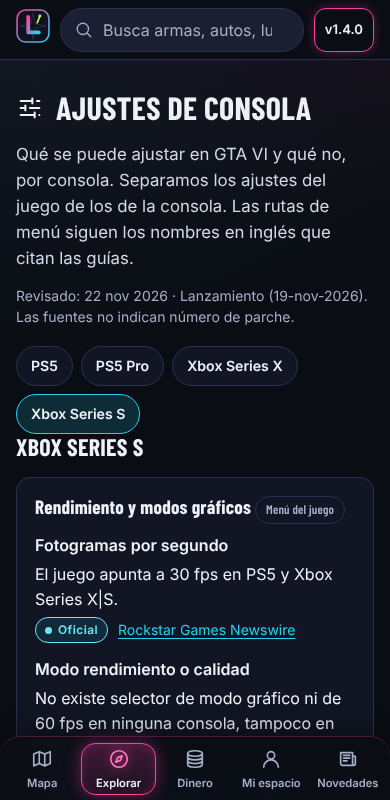 Busca armas, autos, lu
v1.4.0
AJUSTES DE CONSOLA
Qué se puede ajustar en GTA VI y qué no,
por consola. Separamos los ajustes del
juego de los de la consola. Las rutas de
menú siguen los nombres en inglés que
citan las guías.
Revisado: 22 nov 2026 · Lanzamiento (19-nov-2026).
Las fuentes no indican número de parche.
PS5
PS5 Pro
Xbox Series X
Xbox Series S
XBOX SERIES S
Rendimiento y modos gráficos
Menú del juego
Fotogramas por segundo
El juego apunta a 30 fps en PS5 y Xbox
Series X|S.
Oficial
Rockstar Games Newswire
Modo rendimiento o calidad
No existe selector de modo gráfico ni de
60 fps en ninguna consola, tampoco en
Mapa
Explorar
Dinero
Mi espacio
Novedades